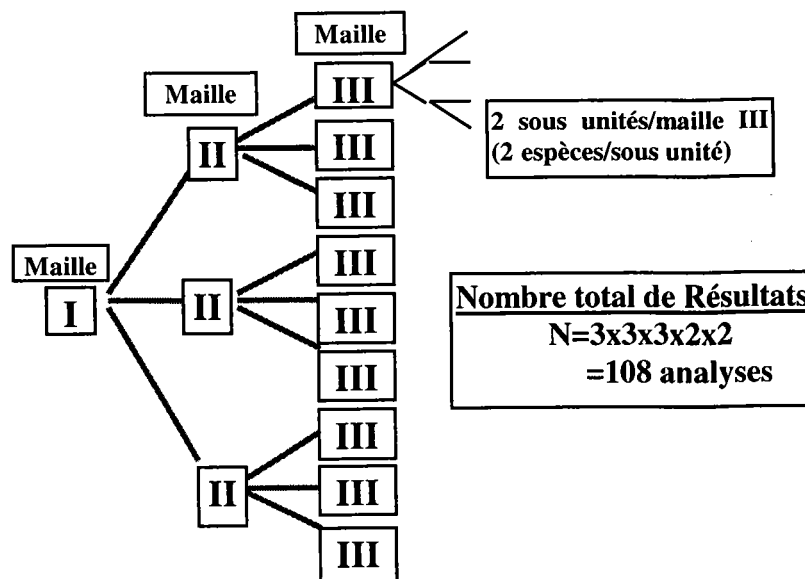 Maille
III
Maille
2 sous unités/maille III
(2 espèces/sous unité)
II
III
III
Maille
I
II
III
III
III
Nombre total de Résultats
N=3x3x3x2x2
=108 analyses
II
III
III
III